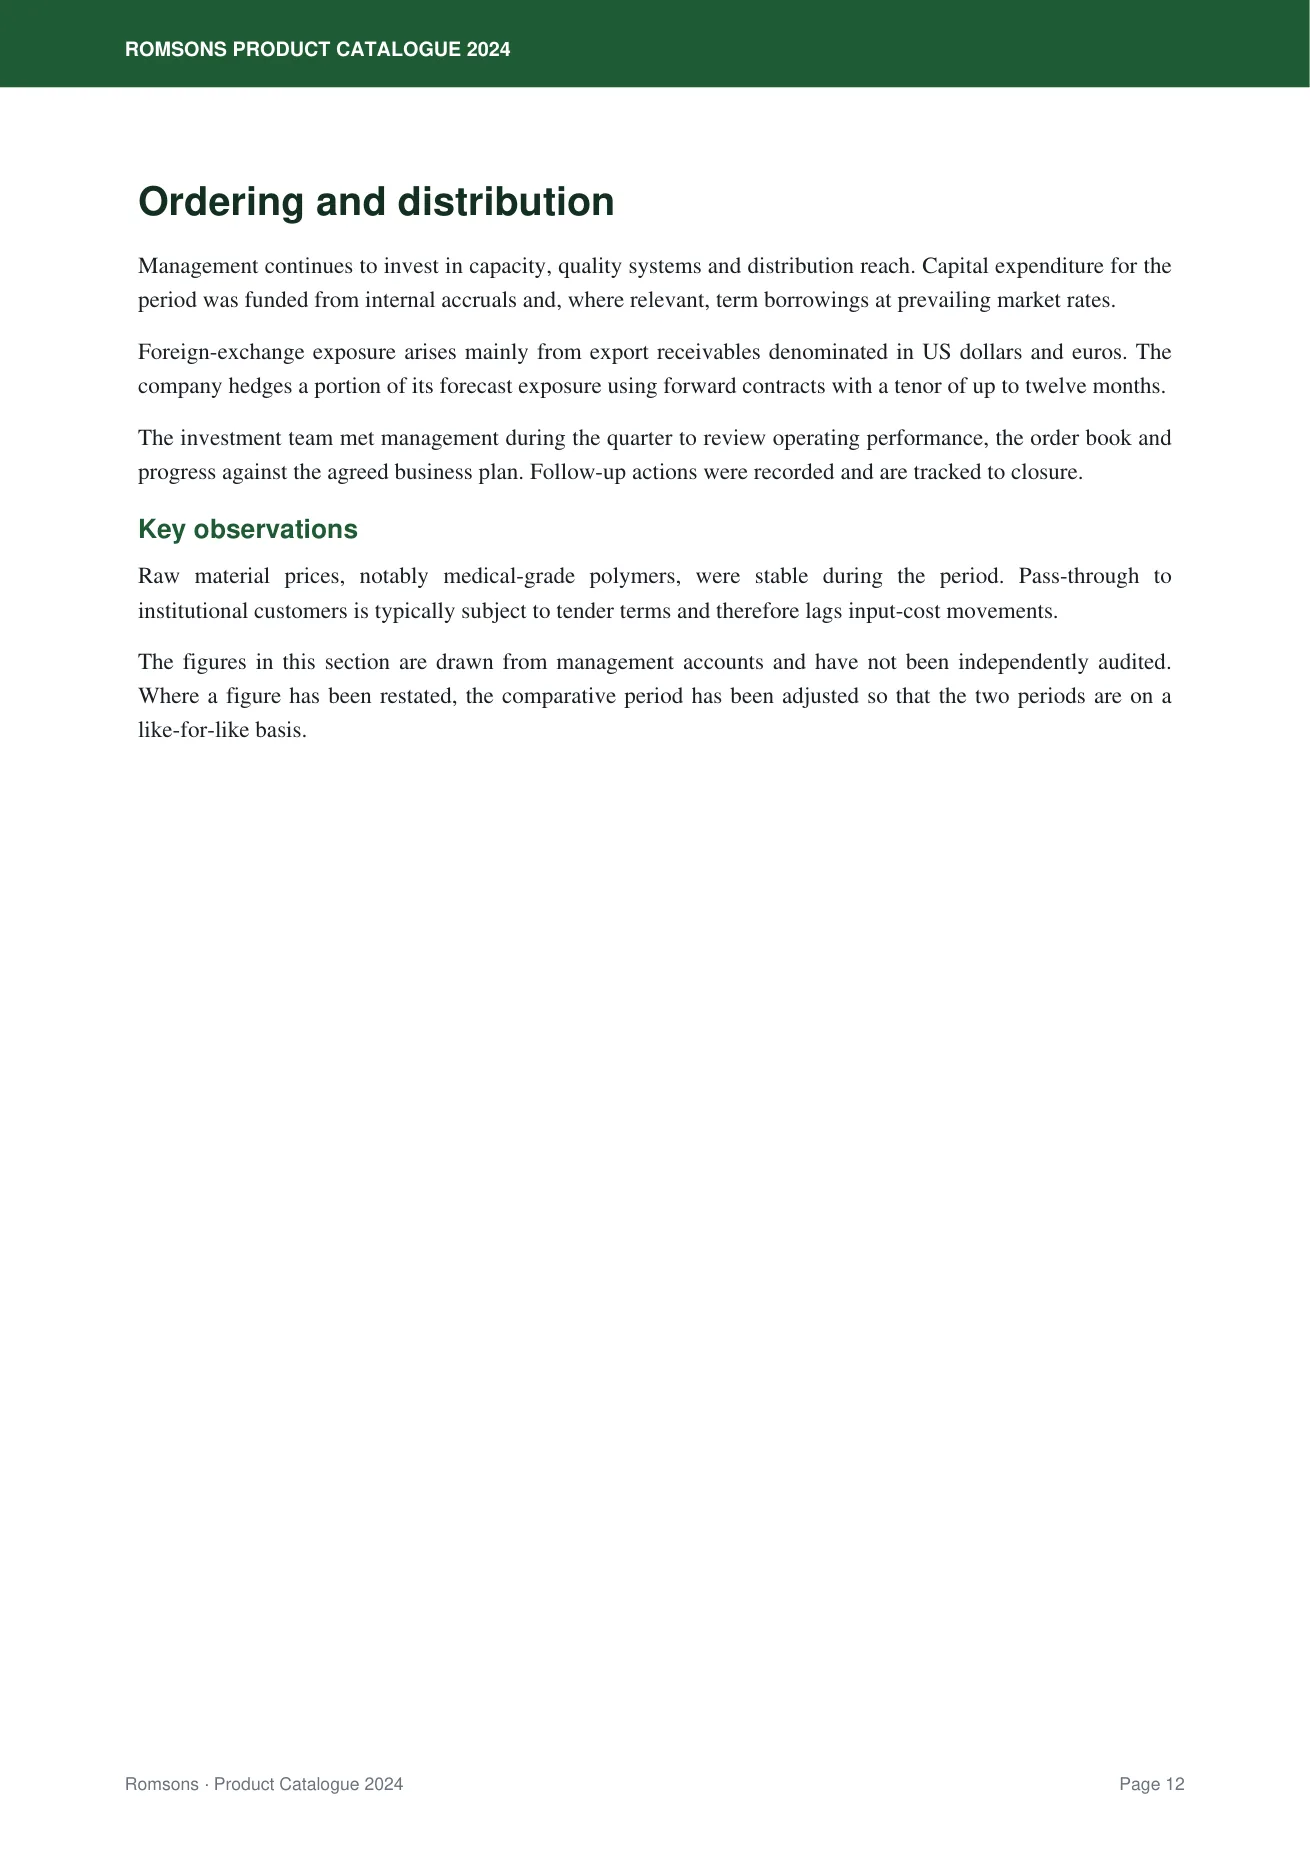 ROMSONS PRODUCT CATALOGUE 2024
Ordering and distribution
Management continues to invest in capacity, quality systems and distribution reach. Capital expenditure for the
period was funded from internal accruals and, where relevant, term borrowings at prevailing market rates.
Foreign-exchange exposure arises mainly from export receivables denominated in US dollars and euros. The
company hedges a portion of its forecast exposure using forward contracts with a tenor of up to twelve months.
The investment team met management during the quarter to review operating performance, the order book and
progress against the agreed business plan. Follow-up actions were recorded and are tracked to closure.
Key observations
Raw material prices, notably medical-grade polymers, were stable during the period. Pass-through to
institutional customers is typically subject to tender terms and therefore lags input-cost movements.
The figures in this section are drawn from management accounts and have not been independently audited.
Where a figure has been restated, the comparative period has been adjusted so that the two periods are on a
like-for-like basis.
Romsons · Product Catalogue 2024
Page 12